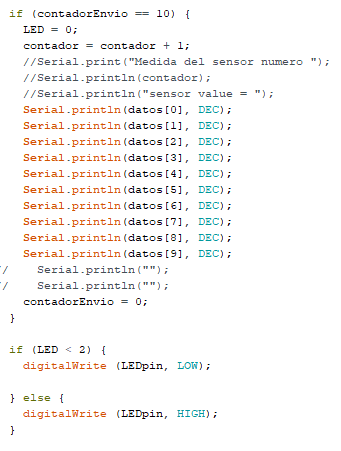 if (contadorEnvio == 10) {
LED = 0;
contador = contador + 1;
//Serial.print("Medida del sensor numero ");
//Serial.println(contador);
//Serial.println("sensor value = ");
Serial.println(datos[0], DEC);
Serial.println(datos[1], DEC);
Serial.println(datos[2], DEC);
Serial.println(datos[3], DEC);
Serial.println(datos[4], DEC);
Serial.println(datos[5], DEC);
Serial.println(datos[6], DEC);
Serial.println(datos[7], DEC);
Serial.println(datos[8], DEC);
Serial.println(datos[9], DEC);
//    Serial.println("");
//    Serial.println("");
contadorEnvio = 0;
}
if (LED < 2) {
digitalWrite (LEDpin, LOW);
} else {
digitalWrite (LEDpin, HIGH);
}